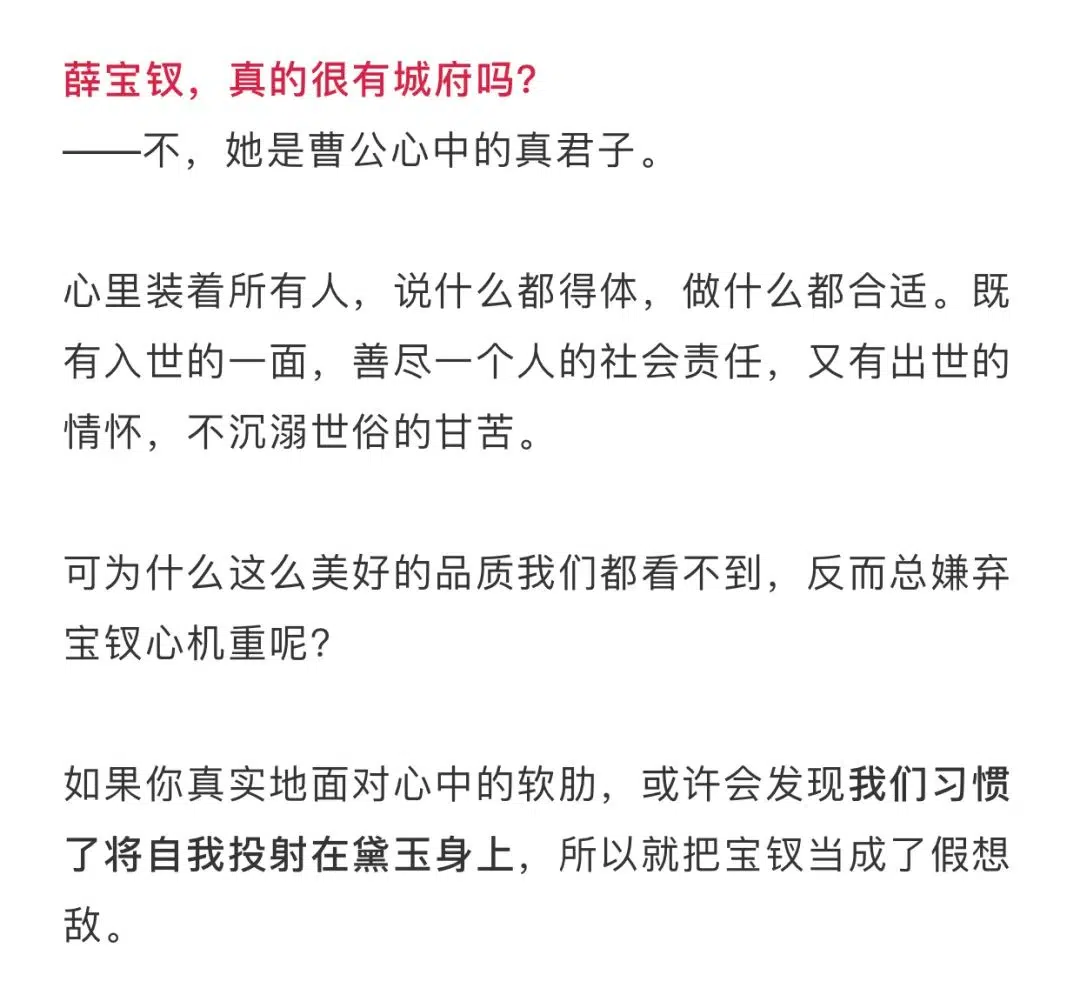 薛宝钗，真的很有城府吗？
——不，她是曹公心中的真君子。
心里装着所有人，说什么都得体，做什么都合适。既
有入世的一面，善尽一个人的社会责任，又有出世的
情怀，不沉溺世俗的甘苦。
可为什么这么美好的品质我们都看不到，反而总嫌弃
宝钗心机重呢？
如果你真实地面对心中的软肋，或许会发现我们习惯
了将自我投射在黛玉身上，所以就把宝钗当成了假想
敌。